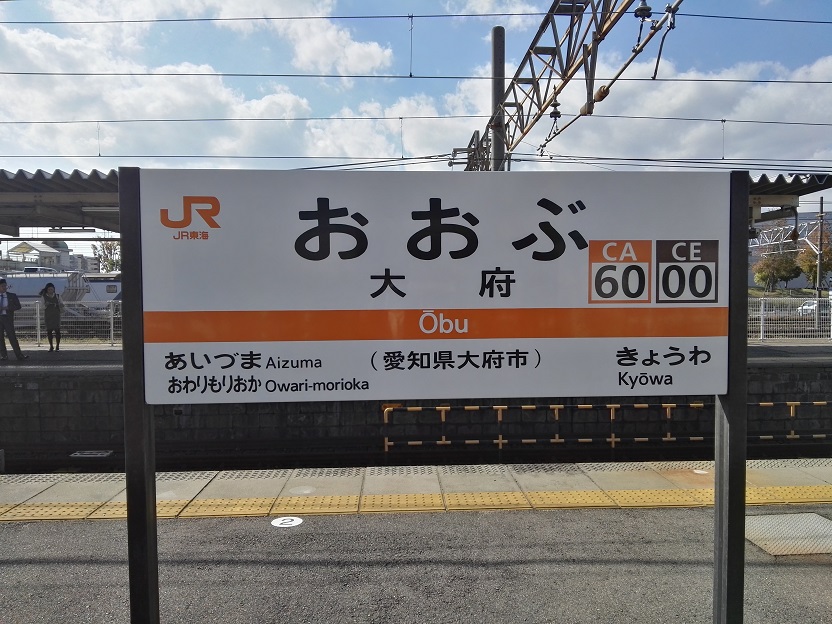 JR
JR東海
おおぶ
大府
CA
60
CE
00
Ōbu
あいづま Aizuma
おわりもりおか Owari-morioka
(愛知県大府市)
きょうわ
Kyōwa
2